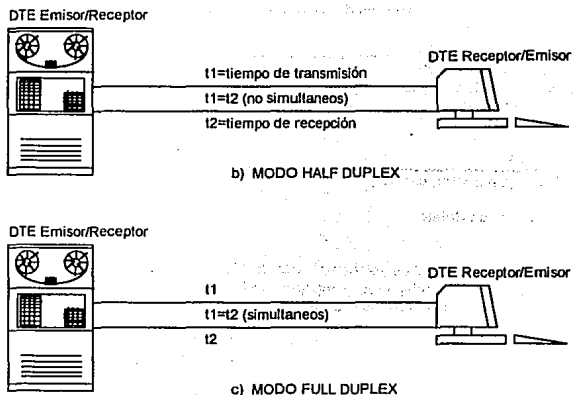 DTE Emisor/Receptor
DTE Receptor/Emisor
t1=tiempo de transmisión
t1=t2 (no simultaneos)
t2=tiempo de recepción
b) MODO HALF DUPLEX
DTE Emisor/Receptor
DTE Receptor/Emisor
t1
t1=t2 (simultaneos)
t2
c) MODO FULL DUPLEX